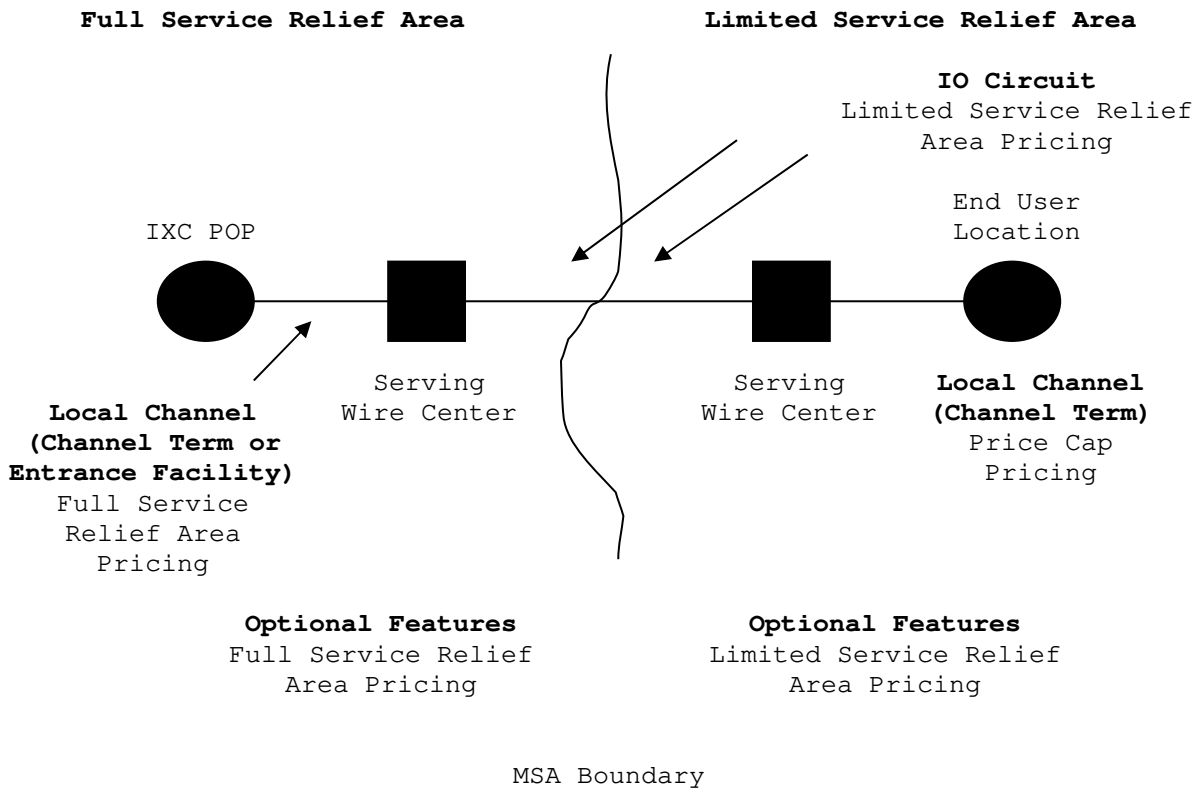 Full Service Relief Area
Limited Service Relief Area
IO Circuit
Limited Service Relief
Area Pricing
IXC POP
End User
Location
Serving
Wire Center
Serving
Wire Center
Local Channel
(Channel Term or
Entrance Facility)
Full Service
Relief Area
Pricing
Local Channel
(Channel Term)
Price Cap
Pricing
Optional Features
Full Service Relief
Area Pricing
Optional Features
Limited Service Relief
Area Pricing
MSA Boundary